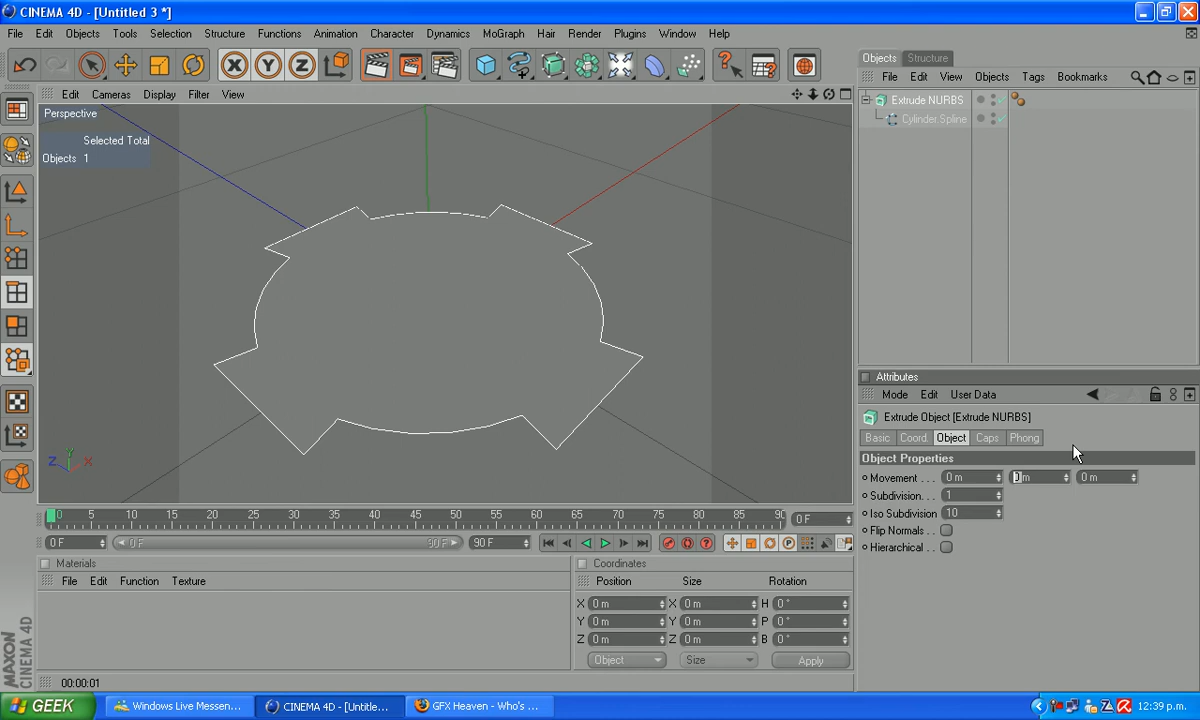 CINEMA 4D - [Untitled 3 *]
File Edit Objects Tools Selection Structure Functions Animation Character Dynamics MoGraph Hair Render Plugins Window Help
X Y Z
Objects Structure
File Edit View Objects Tags Bookmarks
Extrude NURBS
Cylinder.Spline
Edit Cameras Display Filter View
Perspective
Selected Total
Objects 1
Z Y X
Attributes
Mode Edit User Data
Extrude Object [Extrude NURBS]
Basic Coord. Object Caps Phong
Object Properties
Movement . . . 0 m 0 m 0 m
Subdivision. . . 1
Iso Subdivision 10
Flip Normals . .
Hierarchical . .
0 5 10 15 20 25 30 35 40 45 50 55 60 65 70 75 80 85 90 0 F
0 F 0 F 90 F 90 F
Materials
File Edit Function Texture
Coordinates
Position Size Rotation
X 0 m X 0 m H 0 °
Y 0 m Y 0 m P 0 °
Z 0 m Z 0 m B 0 °
Object Size Apply
MAXON
CINEMA 4D
00:00:01
GEEK Windows Live Messen... CINEMA 4D - [Untitle... GFX Heaven - Who's ... 12:39 p.m.